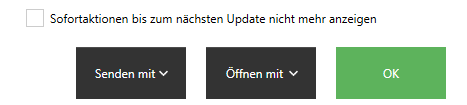 Sofortaktionen bis zum nächsten Update nicht mehr anzeigen
Senden mit Öffnen mit OK